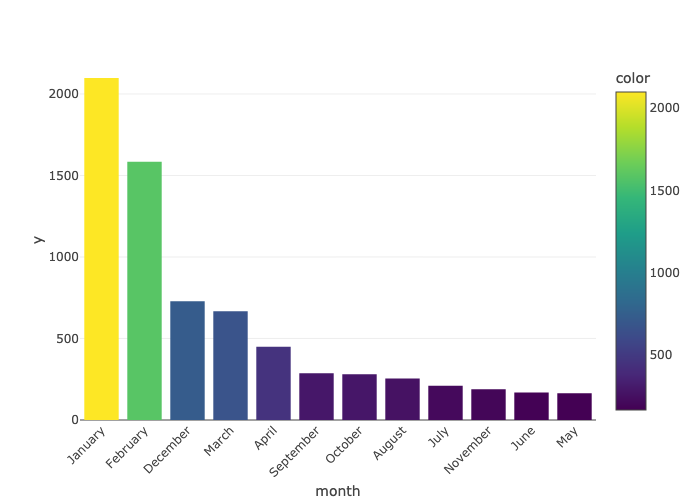 color
2000
1500
1000
500
0
y
2000
1500
1000
500
January
February
December
March
April
September
October
August
July
November
June
May
month